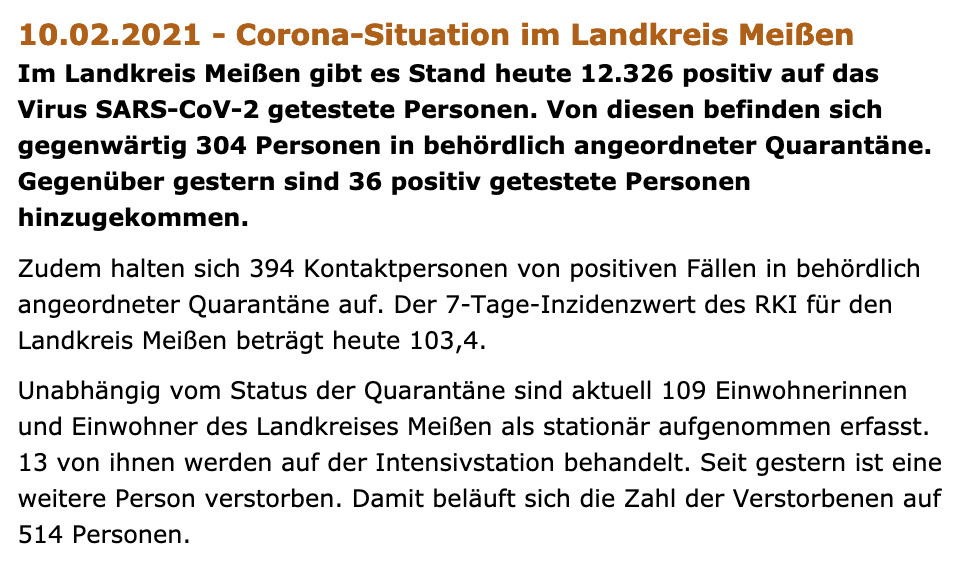 10.02.2021 - Corona-Situation im Landkreis Meißen
Im Landkreis Meißen gibt es Stand heute 12.326 positiv auf das
Virus SARS-CoV-2 getestete Personen. Von diesen befinden sich
gegenwärtig 304 Personen in behördlich angeordneter Quarantäne.
Gegenüber gestern sind 36 positiv getestete Personen
hinzugekommen.
Zudem halten sich 394 Kontaktpersonen von positiven Fällen in behördlich
angeordneter Quarantäne auf. Der 7-Tage-Inzidenzwert des RKI für den
Landkreis Meißen beträgt heute 103,4.
Unabhängig vom Status der Quarantäne sind aktuell 109 Einwohnerinnen
und Einwohner des Landkreises Meißen als stationär aufgenommen erfasst.
13 von ihnen werden auf der Intensivstation behandelt. Seit gestern ist eine
weitere Person verstorben. Damit beläuft sich die Zahl der Verstorbenen auf
514 Personen.